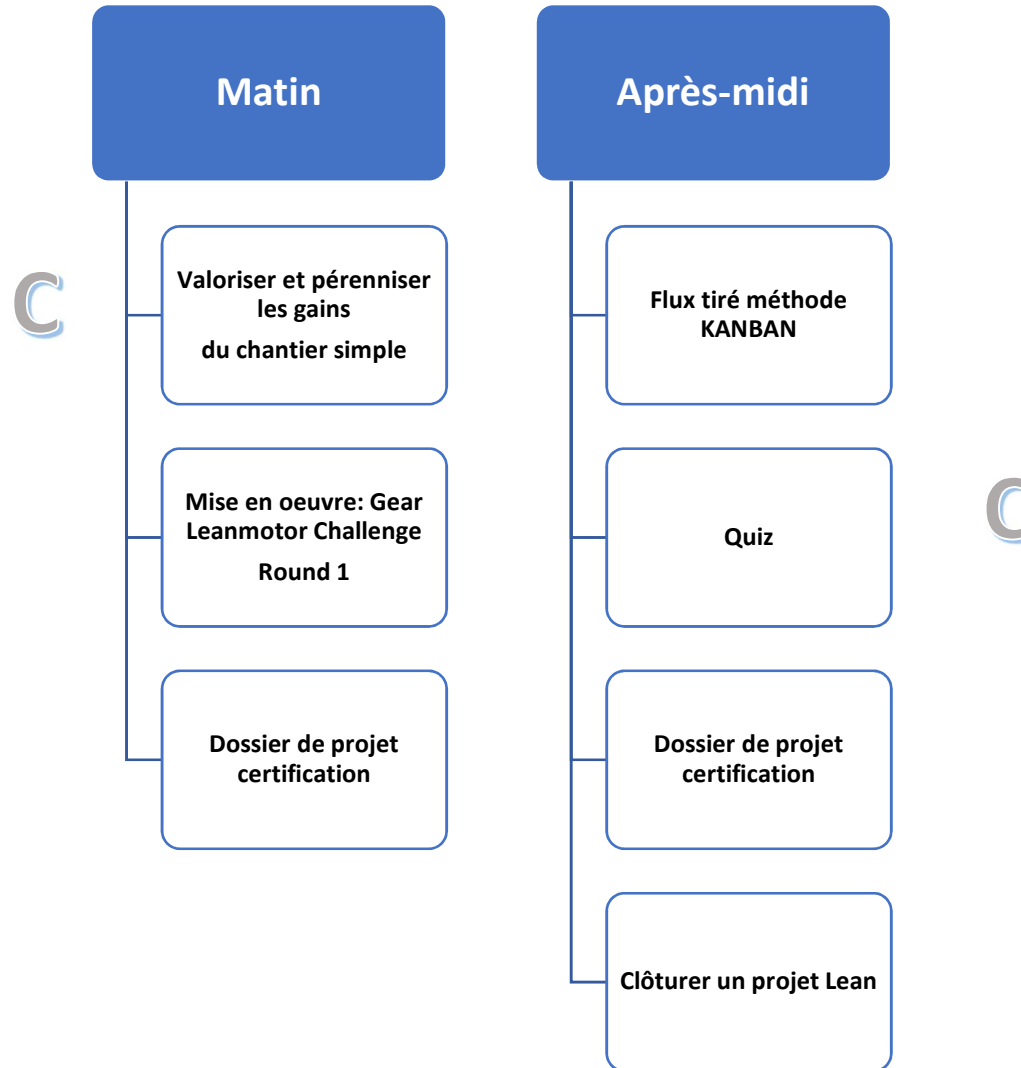 Matin
Valoriser et pérenniser
les gains
du chantier simple
Mise en oeuvre: Gear
Leanmotor Challenge
Round 1
Dossier de projet
certification
Après-midi
Flux tiré méthode
KANBAN
Quiz
Dossier de projet
certification
Clôturer un projet Lean
C